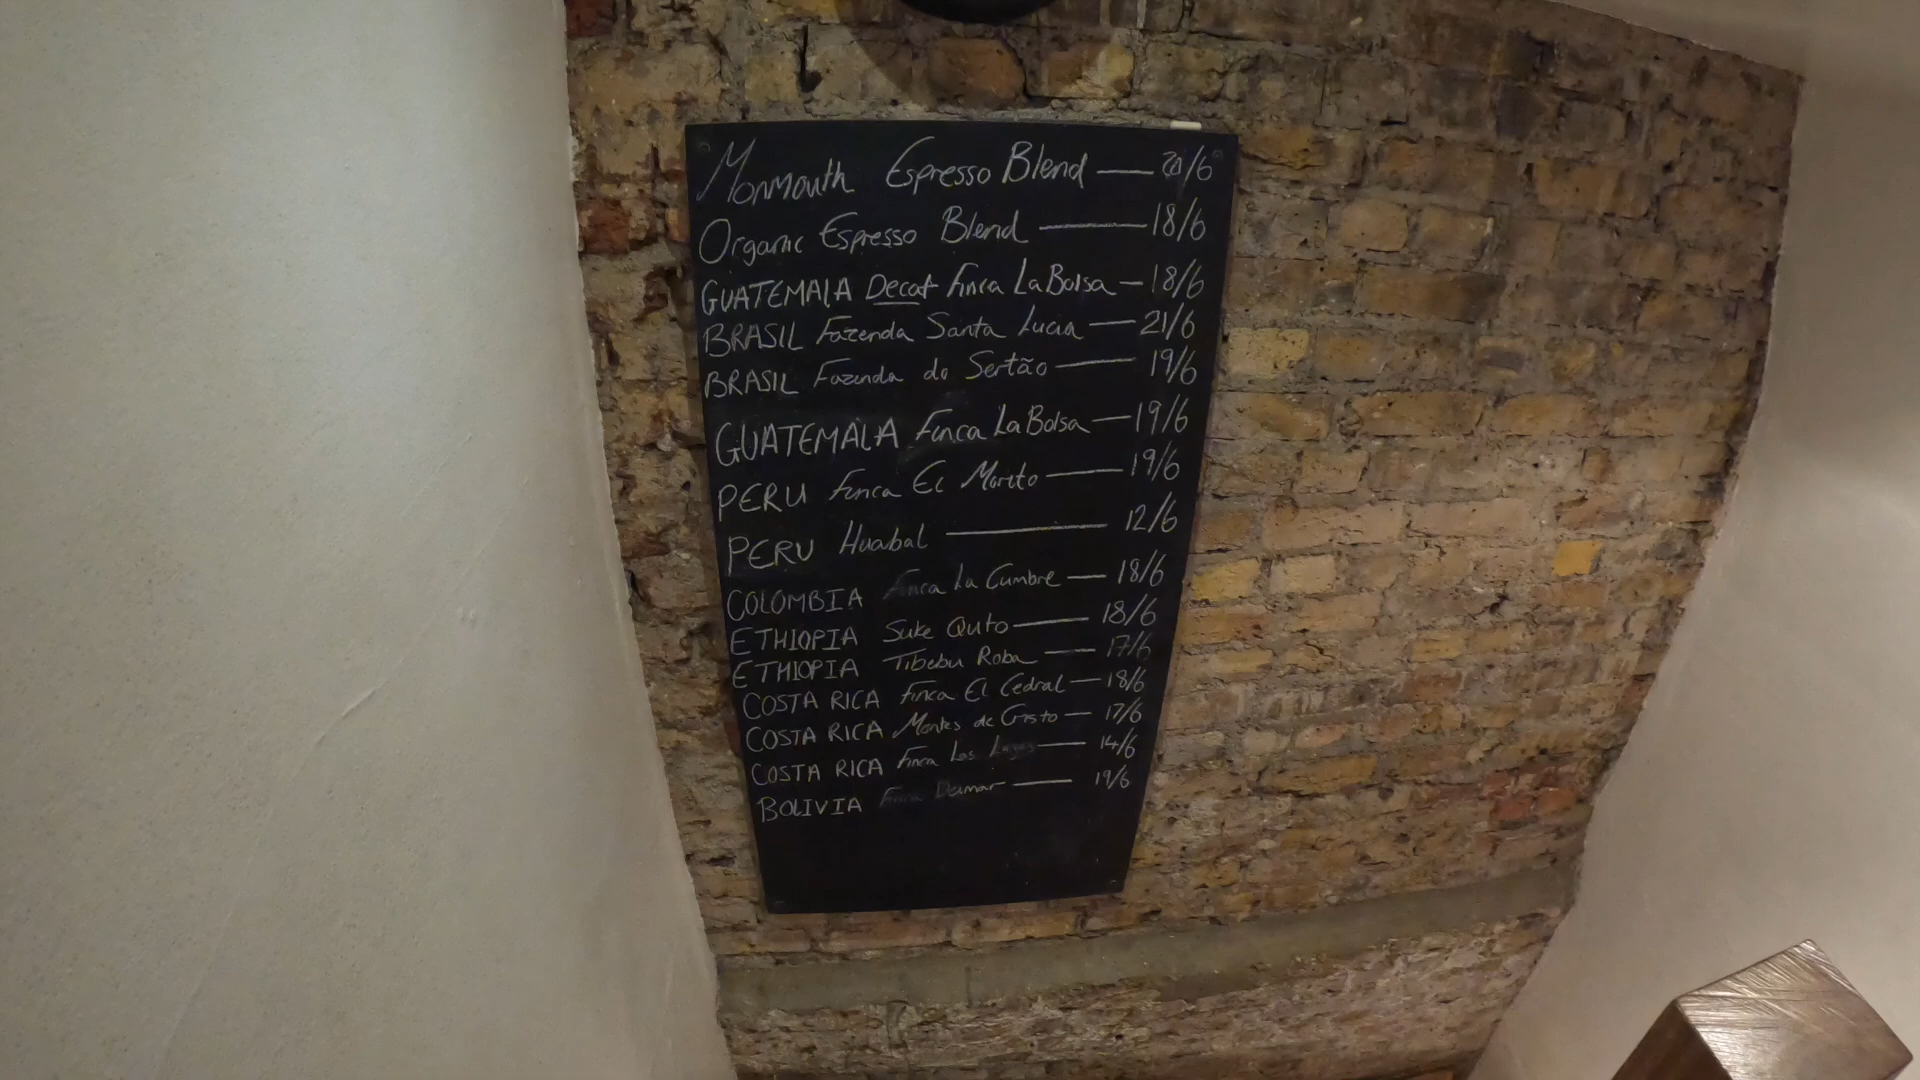 Monmouth Espresso Blend — 20/6
Organic Espresso Blend — 18/6
GUATEMALA Decaf Finca La Bolsa — 18/6
BRASIL Fazenda Santa Lucia — 21/6
BRASIL Fazenda do Sertão — 19/6
GUATEMALA Finca La Bolsa — 19/6
PERU Finca El Morito — 19/6
PERU Huabal — 12/6
COLOMBIA Finca La Cumbre — 18/6
ETHIOPIA Suke Quto — 18/6
ETHIOPIA Tibebu Roba — 17/6
COSTA RICA Finca El Cedral — 18/6
COSTA RICA Montes de Cristo — 17/6
COSTA RICA Finca Las — 14/6
BOLIVIA Finca — 19/6